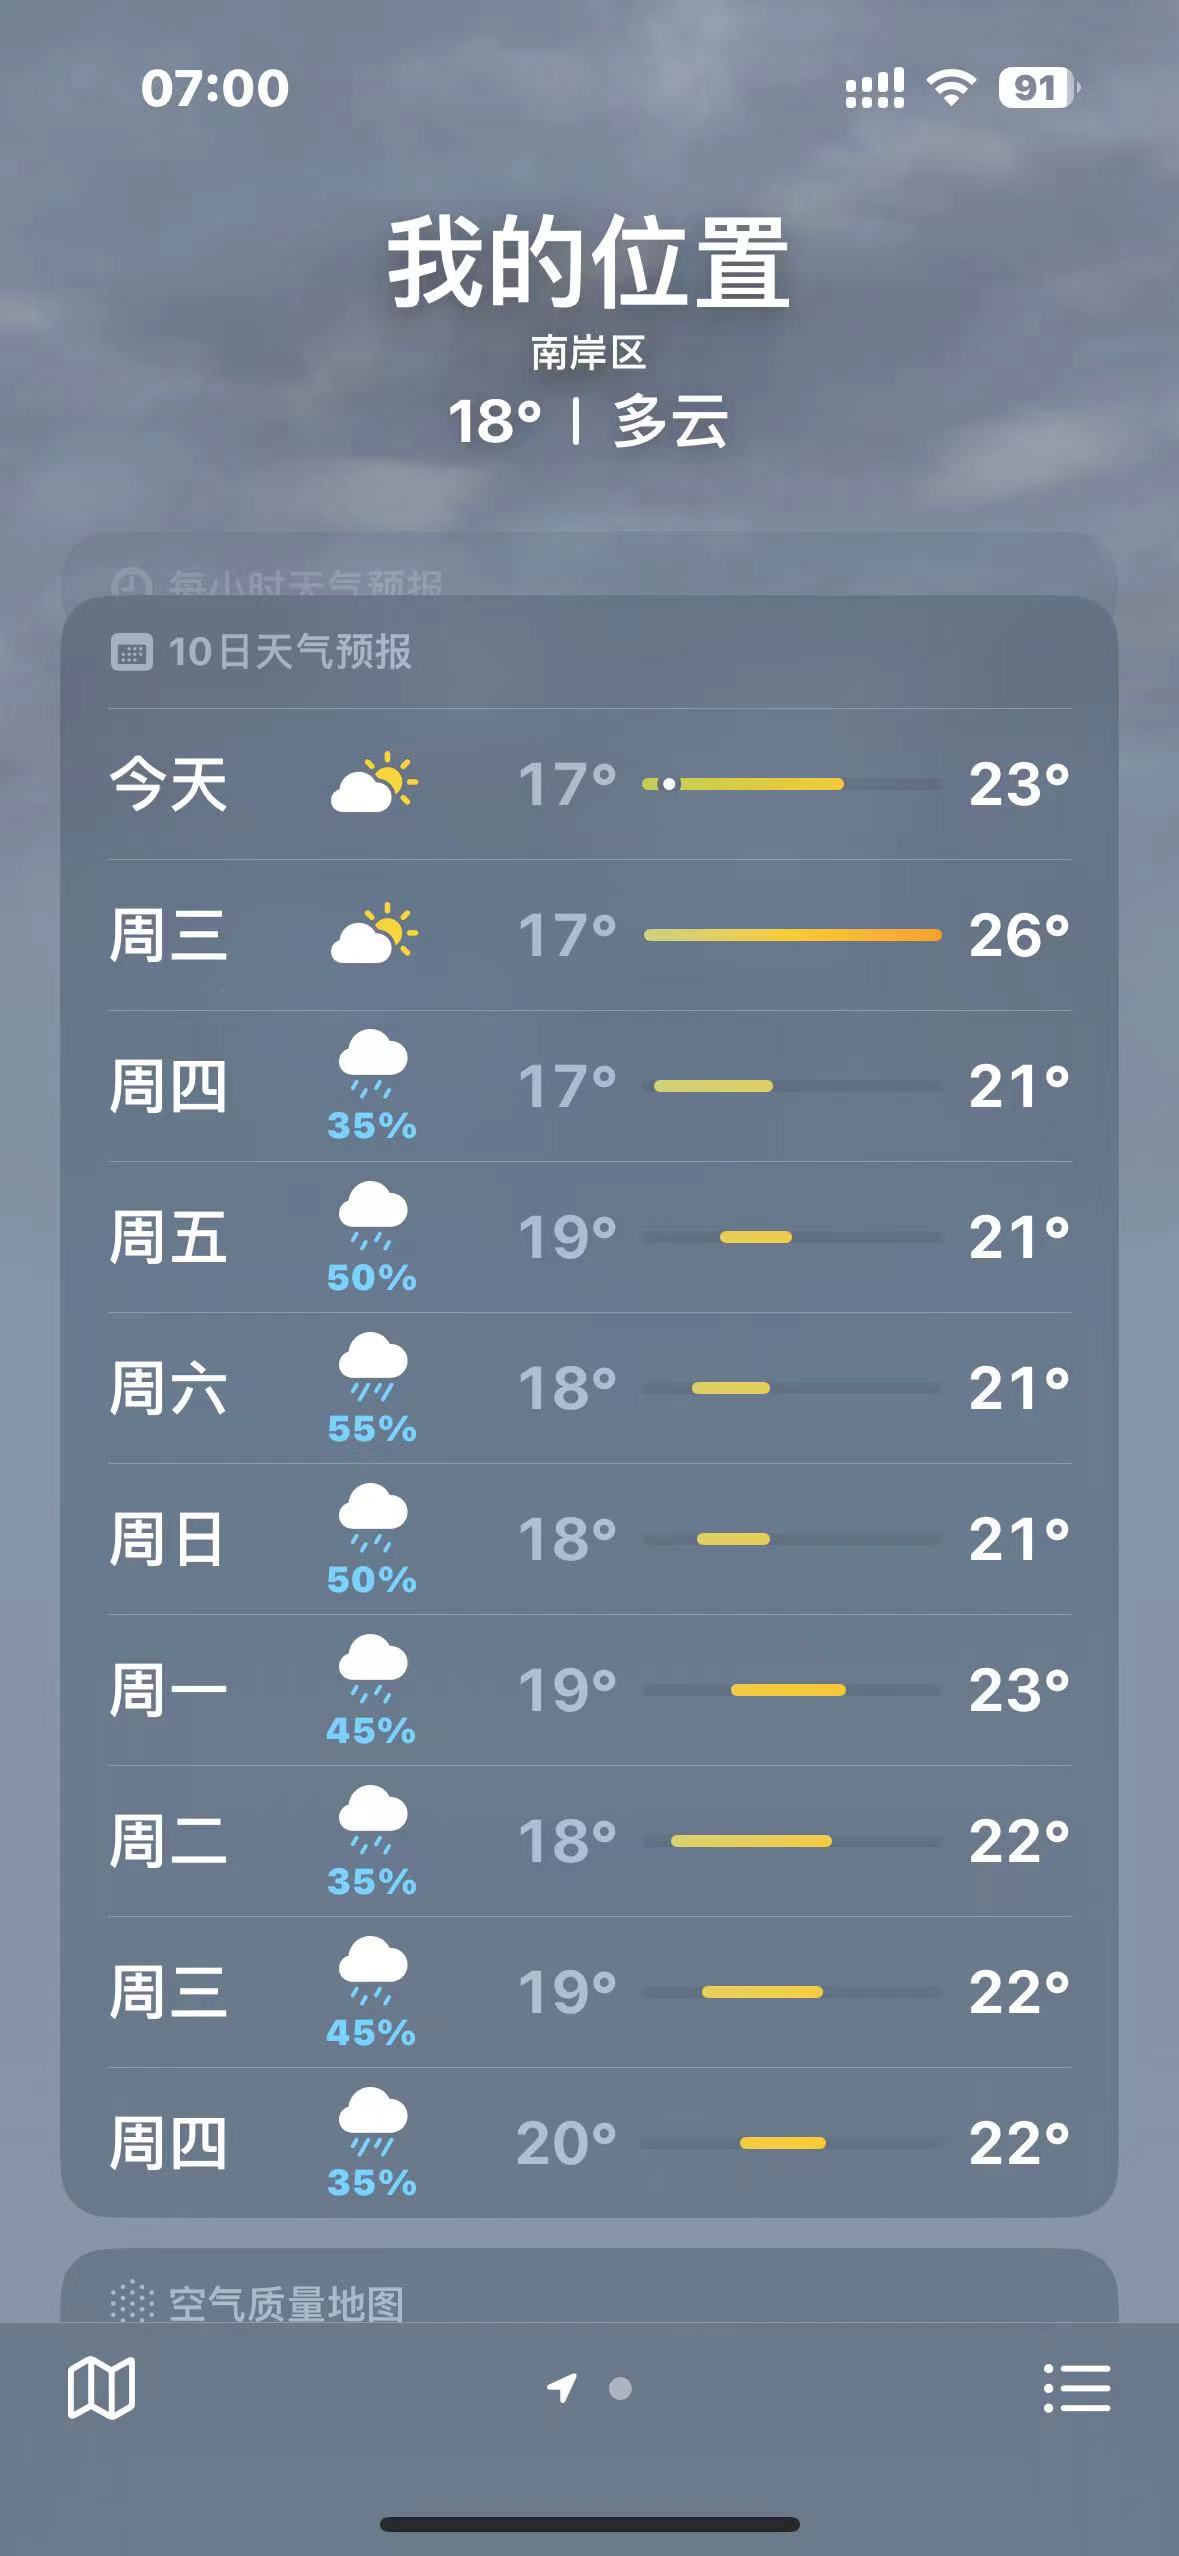 07:00 91
我的位置
南岸区
18° | 多云
每小时天气预报
10日天气预报
今天 17° 23°
周三 17° 26°
周四 35% 17° 21°
周五 50% 19° 21°
周六 55% 18° 21°
周日 50% 18° 21°
周一 45% 19° 23°
周二 35% 18° 22°
周三 45% 19° 22°
周四 35% 20° 22°
空气质量地图